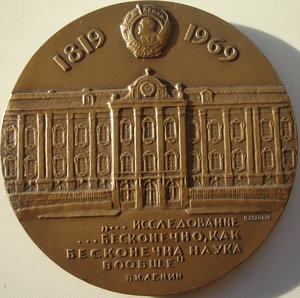 1819 1969
„... ИССЛЕДОВАНИЕ
... БЕСКОНЕЧНО, КАК
БЕСКОНЕЧНА НАУКА
ВООБЩЕ”
В.К.ЛЕНИН